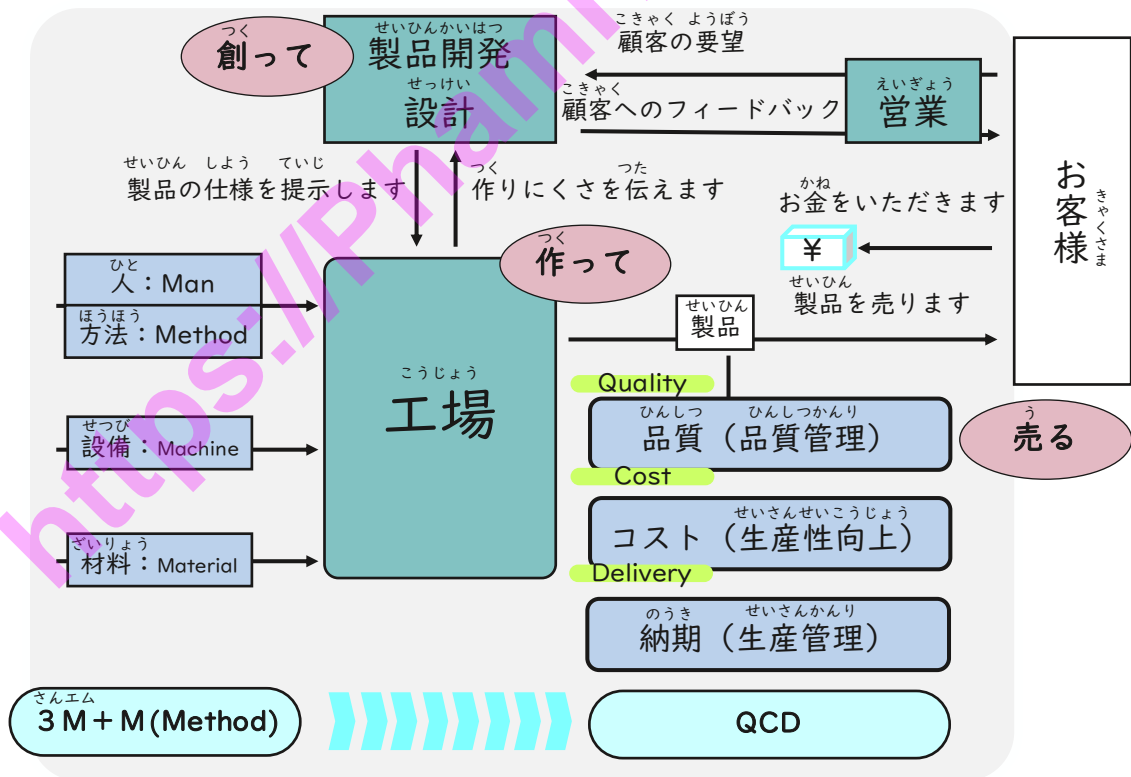 つく
創って
せいひんかいはつ
製品開発
せっけい
設計
こきゃく ようぼう
顧客の要望
こきゃく
顧客へのフィードバック
えいぎょう
営業
せいひん しよう ていじ
製品の仕様を提示します
つく つた
作りにくさを伝えます
かね
お金をいただきます
¥
せいひん
製品を売ります
お客様
きゃくさま
つく
作って
ひと
人：Man
ほうほう
方法：Method
せいひん
製品
こうじょう
工場
Quality
ひんしつ ひんしつかんり
品質（品質管理）
う
売る
せつび
設備：Machine
Cost
せいさんせいこうじょう
コスト（生産性向上）
ざいりょう
材料：Material
Delivery
のうき せいさんかんり
納期（生産管理）
さんエム
３M＋M(Method)
QCD